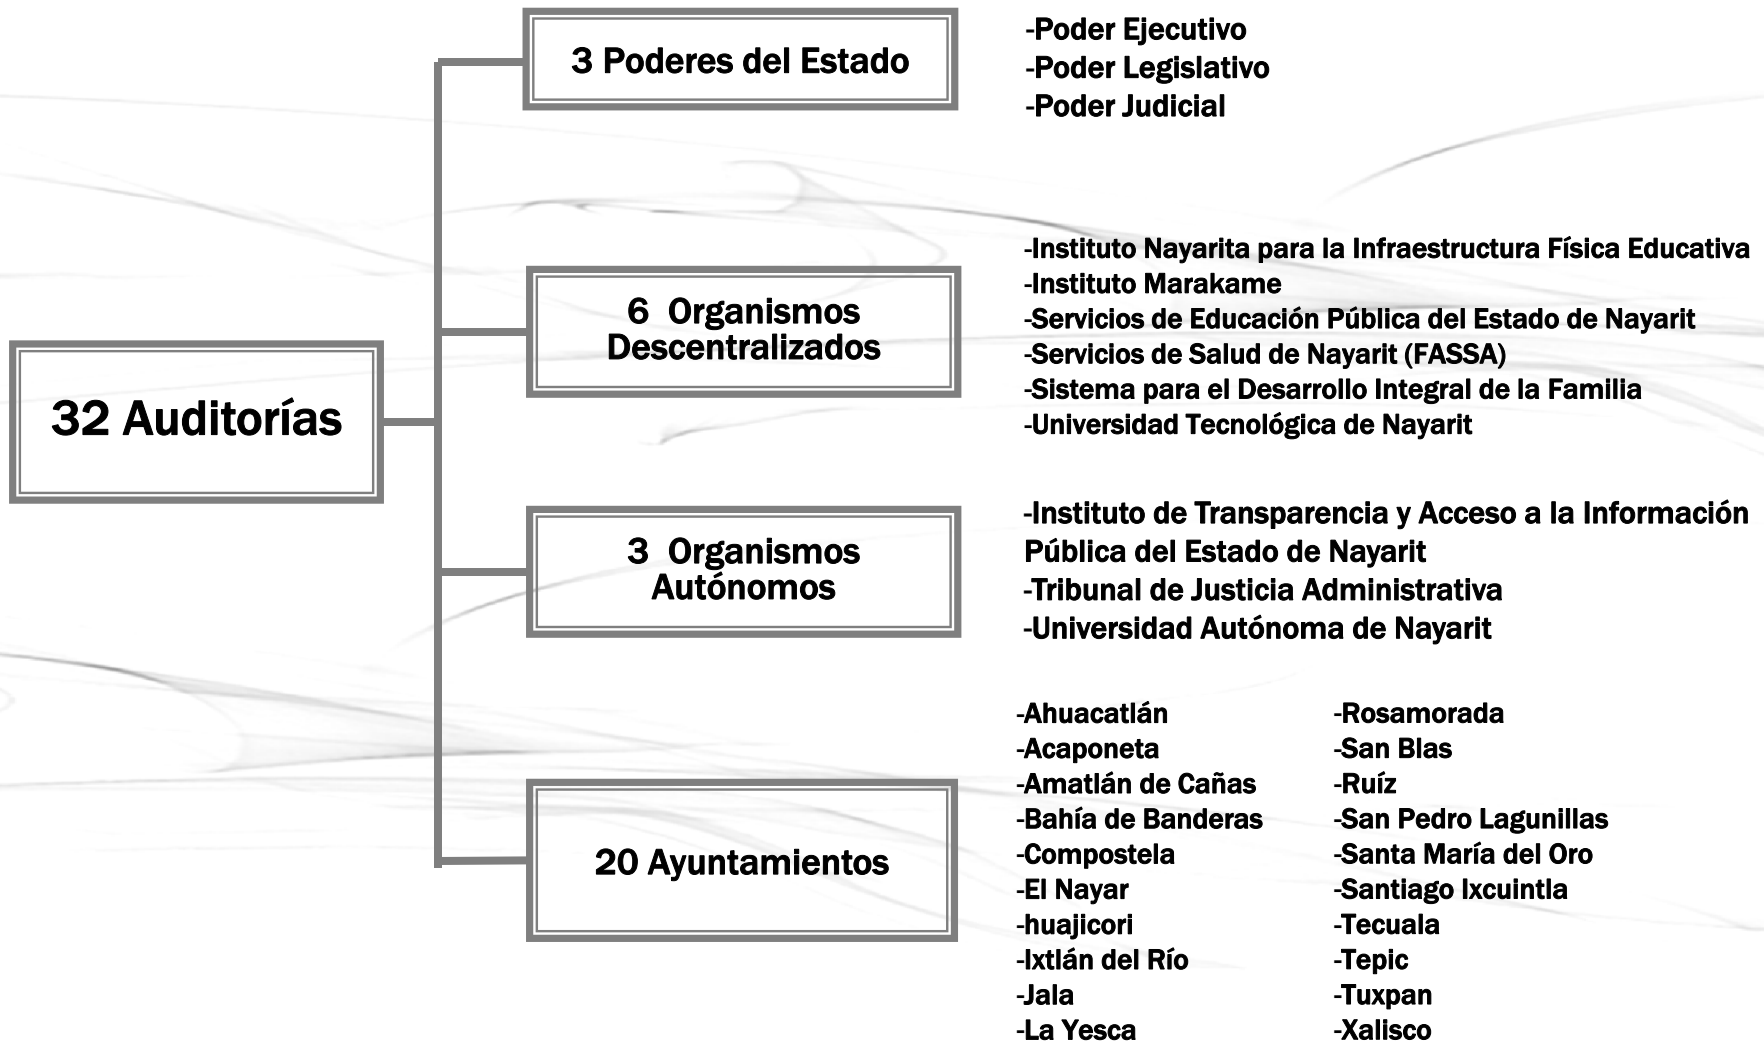 32 Auditorías
3 Poderes del Estado
-Poder Ejecutivo
-Poder Legislativo
-Poder Judicial
6 Organismos
Descentralizados
-Instituto Nayarita para la Infraestructura Física Educativa
-Instituto Marakame
-Servicios de Educación Pública del Estado de Nayarit
-Servicios de Salud de Nayarit (FASSA)
-Sistema para el Desarrollo Integral de la Familia
-Universidad Tecnológica de Nayarit
3 Organismos
Autónomos
-Instituto de Transparencia y Acceso a la Información
Pública del Estado de Nayarit
-Tribunal de Justicia Administrativa
-Universidad Autónoma de Nayarit
20 Ayuntamientos
-Ahuacatlán
-Acaponeta
-Amatlán de Cañas
-Bahía de Banderas
-Compostela
-El Nayar
-huajicori
-Ixtlán del Río
-Jala
-La Yesca
-Rosamorada
-San Blas
-Ruíz
-San Pedro Lagunillas
-Santa María del Oro
-Santiago Ixcuintla
-Tecuala
-Tepic
-Tuxpan
-Xalisco